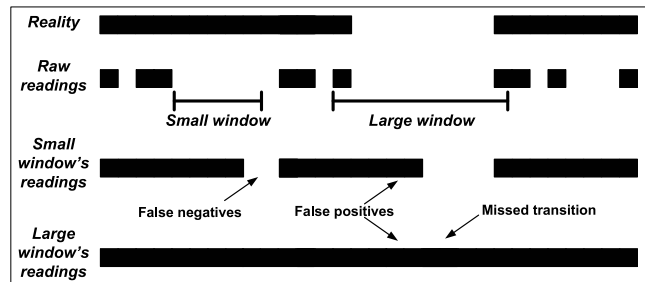 Reality
Raw
readings
Small window
Large window
Small
window's
readings
False negatives
False positives
Missed transition
Large
window's
readings